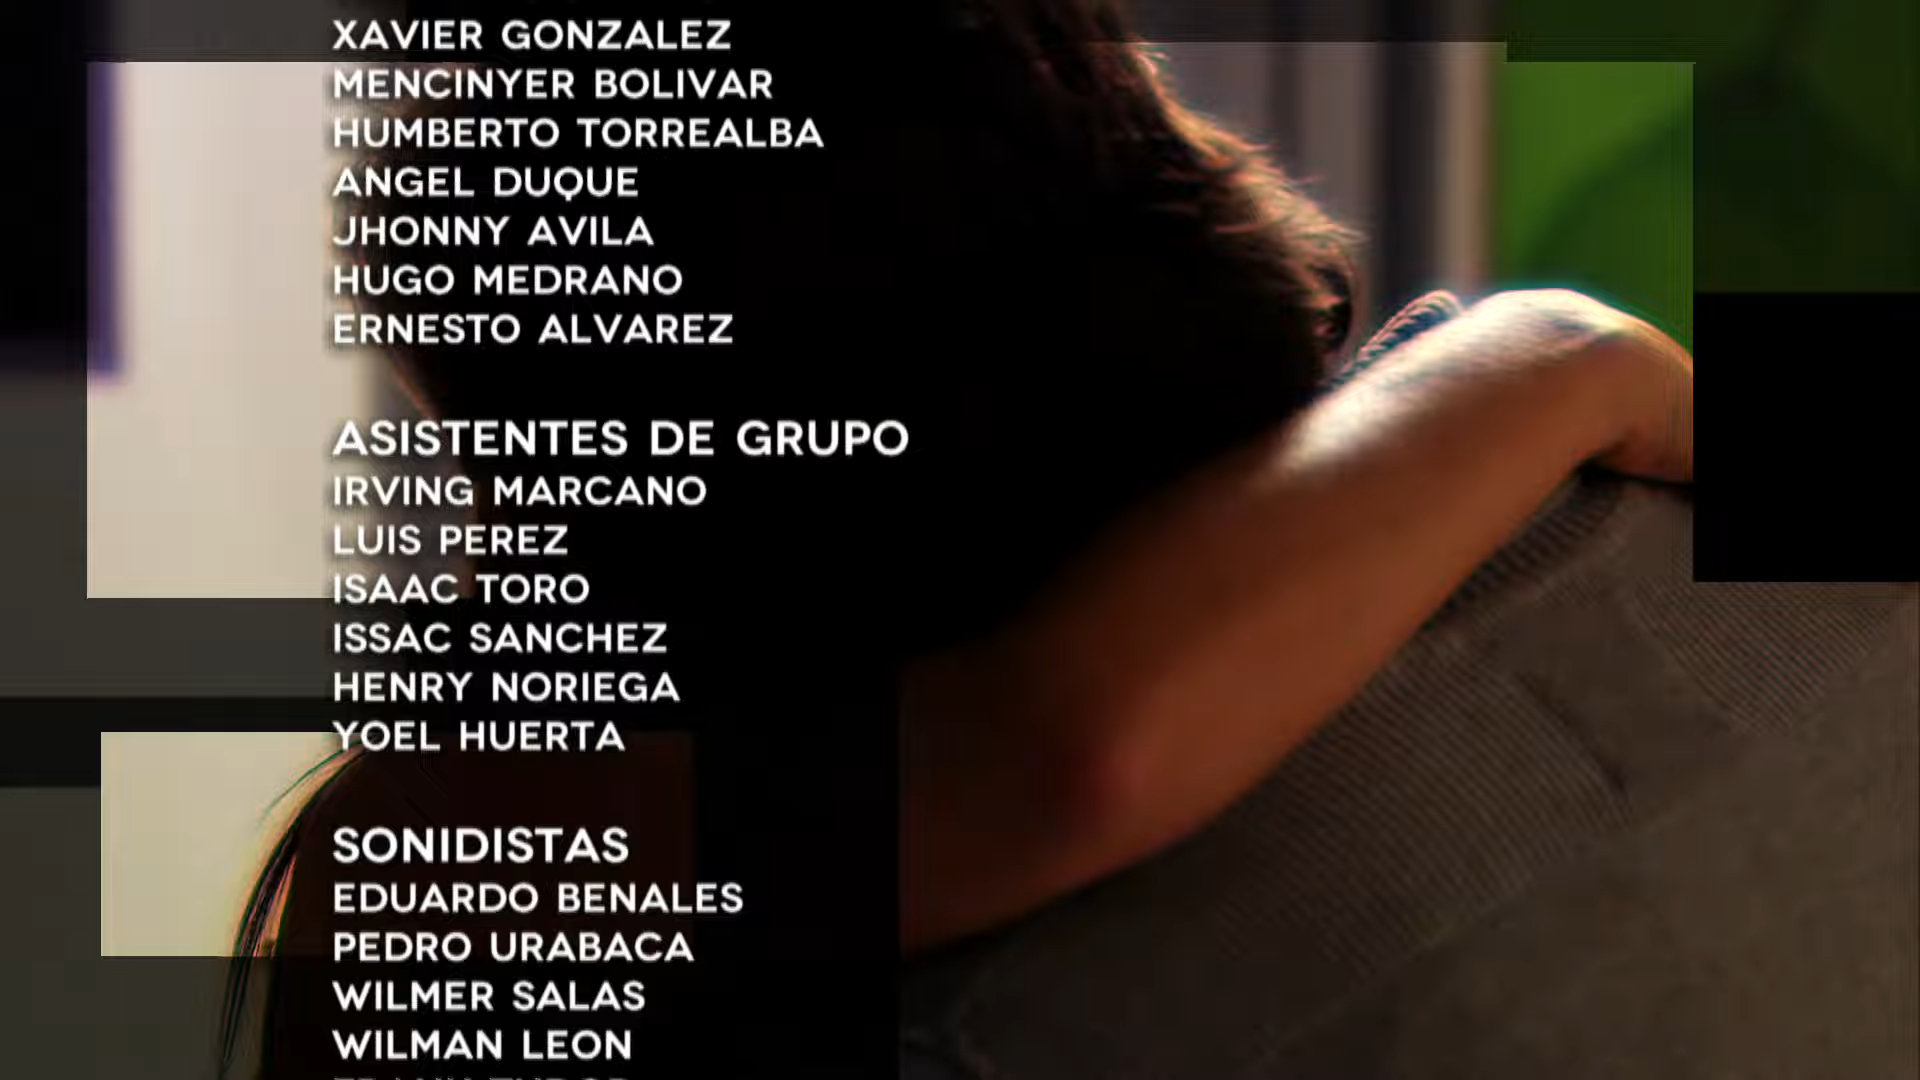 XAVIER GONZALEZ
MENCINYER BOLIVAR
HUMBERTO TORREALBA
ANGEL DUQUE
JHONNY AVILA
HUGO MEDRANO
ERNESTO ALVAREZ
ASISTENTES DE GRUPO
IRVING MARCANO
LUIS PEREZ
ISAAC TORO
ISSAC SANCHEZ
HENRY NORIEGA
YOEL HUERTA
SONIDISTAS
EDUARDO BENALES
PEDRO URABACA
WILMER SALAS
WILMAN LEON